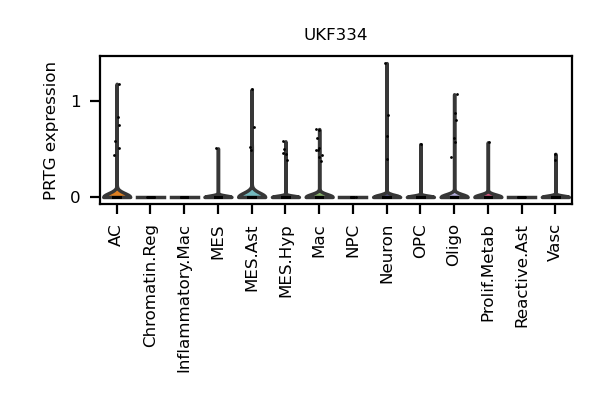 UKF334
PRTG expression
1
0
AC
Chromatin.Reg
Inflammatory.Mac
MES
MES.Ast
MES.Hyp
Mac
NPC
Neuron
OPC
Oligo
Prolif.Metab
Reactive.Ast
Vasc